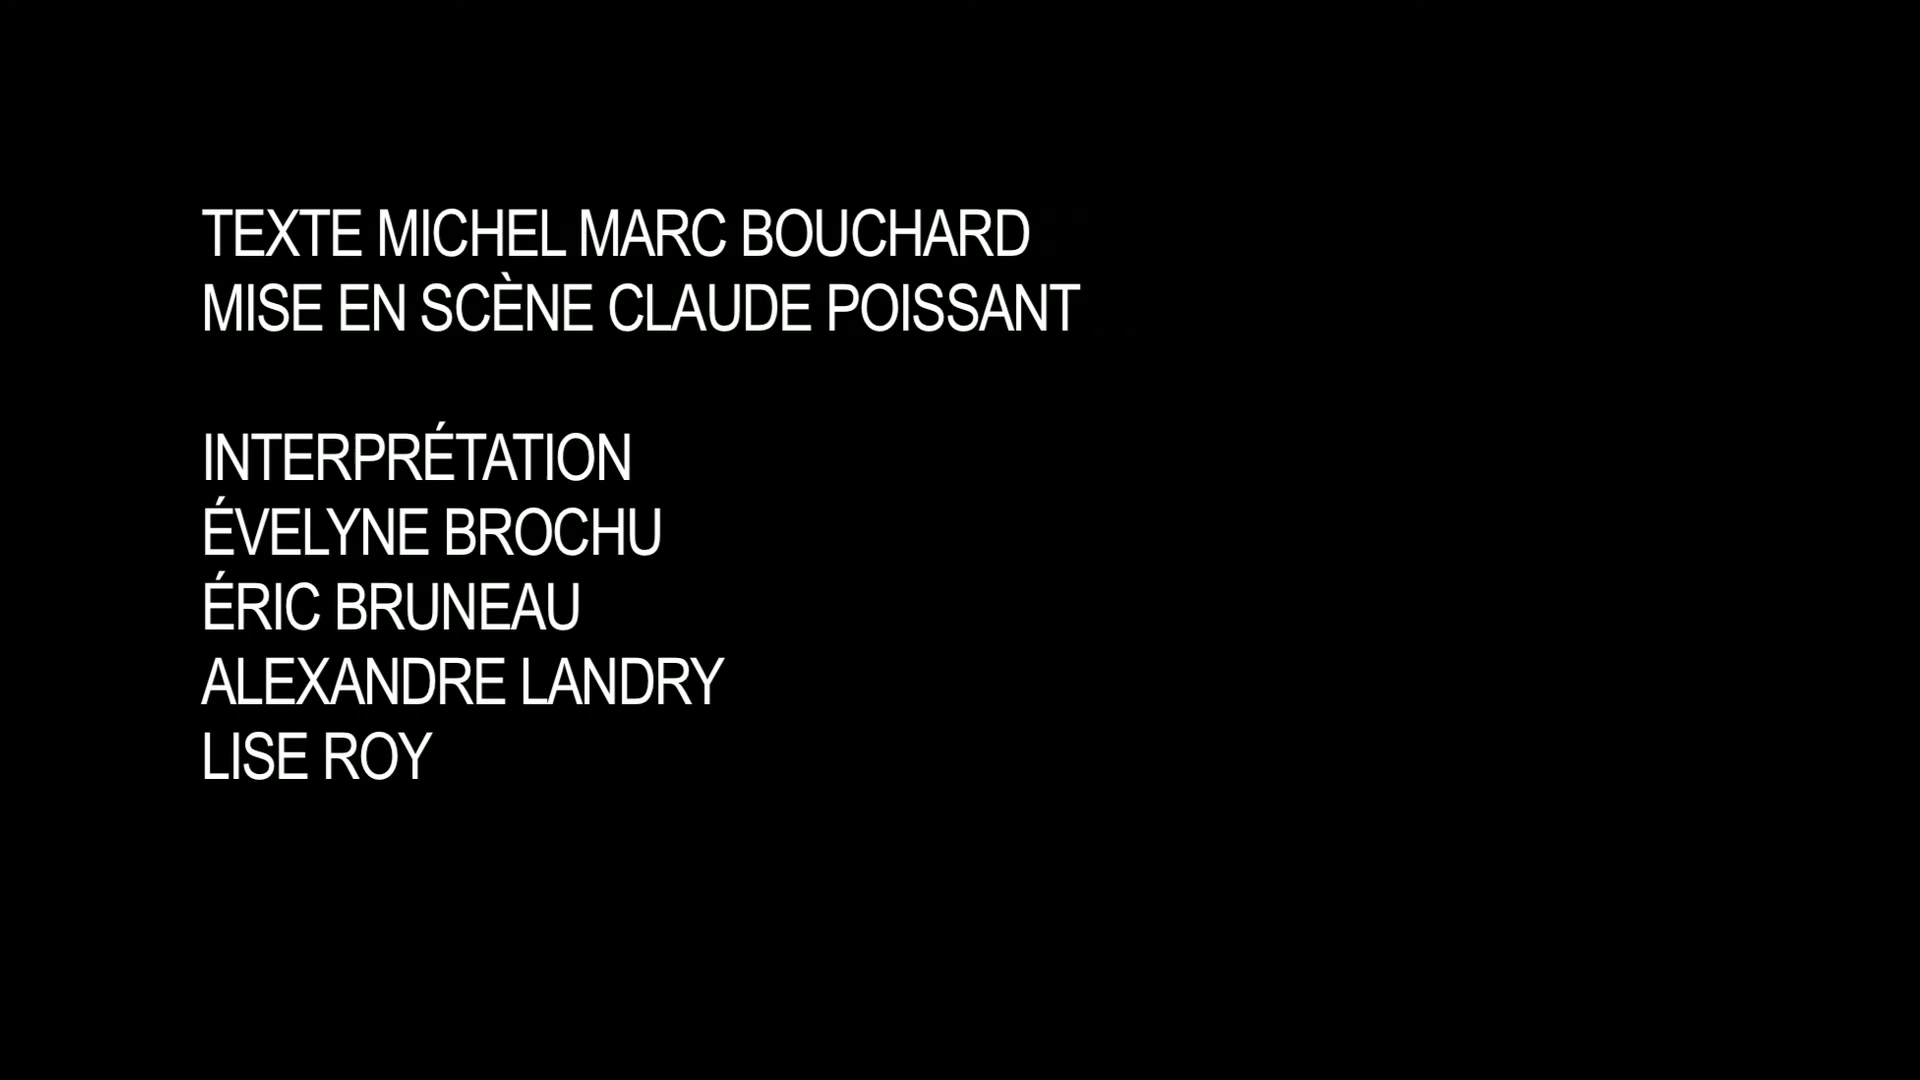 TEXTE MICHEL MARC BOUCHARD
MISE EN SCÈNE CLAUDE POISSANT
INTERPRÉTATION
ÉVELYNE BROCHU
ÉRIC BRUNEAU
ALEXANDRE LANDRY
LISE ROY